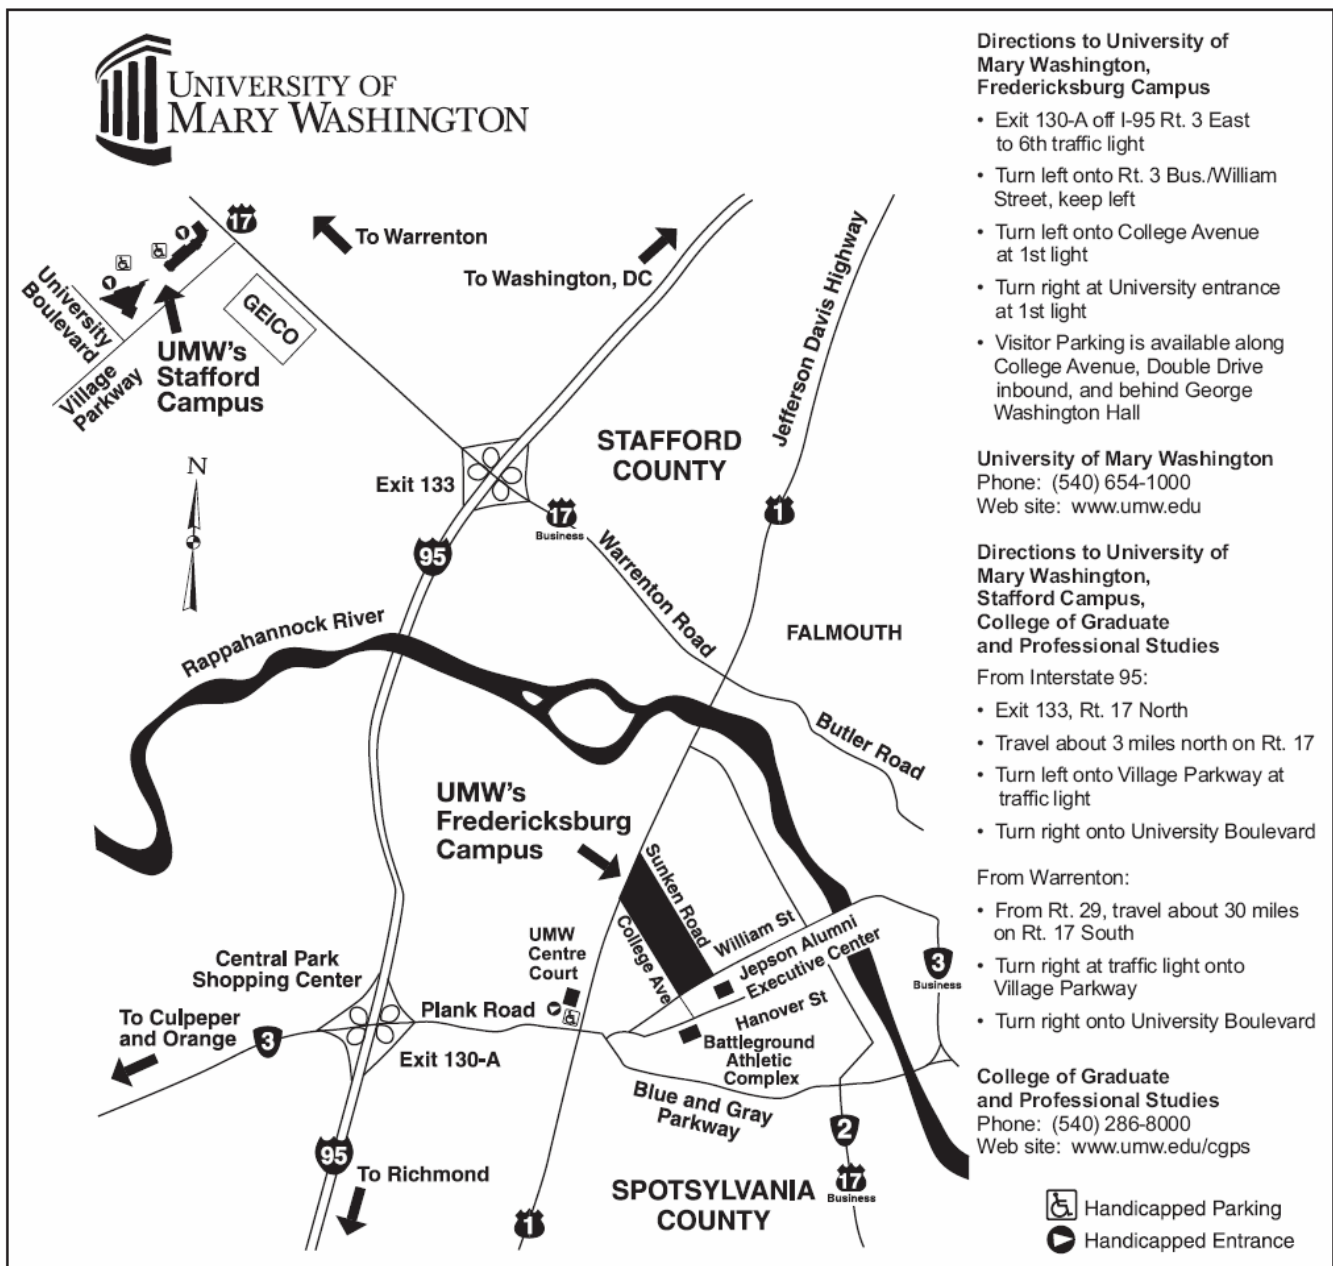 UNIVERSITY OF
MARY WASHINGTON
17
To Warrenton
To Washington, DC
Jefferson Davis Highway
University
Boulevard
GEICO
Village
Parkway
UMW's
Stafford
Campus
N
STAFFORD
COUNTY
Exit 133
17
Business
1
95
Warrenton Road
Rappahannock River
FALMOUTH
Butler Road
UMW's
Fredericksburg
Campus
Sunken Road
College Ave
William St
UMW
Centre
Court
Jepson Alumni
Executive Center
Hanover St
3
Business
Central Park
Shopping Center
Plank Road
To Culpeper
and Orange
3
Exit 130-A
Battleground
Athletic
Complex
Blue and Gray
Parkway
2
95
To Richmond
17
Business
SPOTSYLVANIA
COUNTY
1
Directions to University of
Mary Washington,
Fredericksburg Campus
• Exit 130-A off I-95 Rt. 3 East
to 6th traffic light
• Turn left onto Rt. 3 Bus./William
Street, keep left
• Turn left onto College Avenue
at 1st light
• Turn right at University entrance
at 1st light
• Visitor Parking is available along
College Avenue, Double Drive
inbound, and behind George
Washington Hall
University of Mary Washington
Phone: (540) 654-1000
Web site: www.umw.edu
Directions to University of
Mary Washington,
Stafford Campus,
College of Graduate
and Professional Studies
From Interstate 95:
• Exit 133, Rt. 17 North
• Travel about 3 miles north on Rt. 17
• Turn left onto Village Parkway at
traffic light
• Turn right onto University Boulevard
From Warrenton:
• From Rt. 29, travel about 30 miles
on Rt. 17 South
• Turn right at traffic light onto
Village Parkway
• Turn right onto University Boulevard
College of Graduate
and Professional Studies
Phone: (540) 286-8000
Web site: www.umw.edu/cgps
Handicapped Parking
Handicapped Entrance